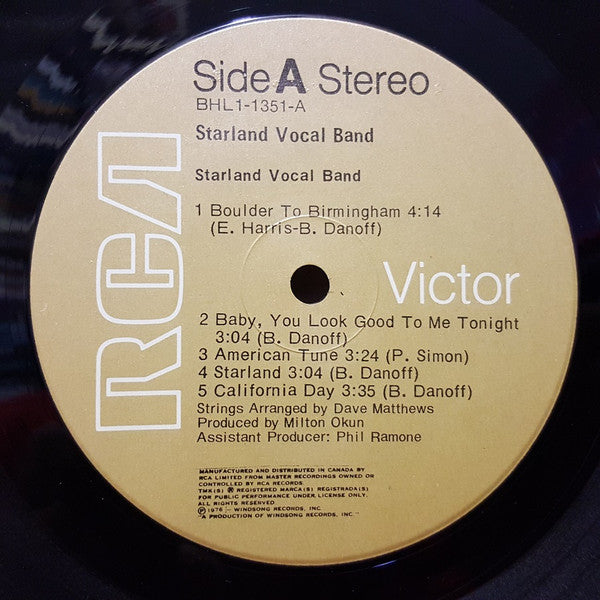 Side A Stereo
BHL1-1351-A
Starland Vocal Band
Starland Vocal Band
1 Boulder To Birmingham 4:14
(E. Harris-B. Danoff)
RCA
Victor
2 Baby, You Look Good To Me Tonight
3:04 (B. Danoff)
3 American Tune 3:24 (P. Simon)
4 Starland 3:04 (B. Danoff)
5 California Day 3:35 (B. Danoff)
Strings Arranged by Dave Matthews
Produced by Milton Okun
Assistant Producer: Phil Ramone
MANUFACTURED AND DISTRIBUTED IN CANADA BY
RCA LIMITED FROM MASTER RECORDINGS OWNED OR
CONTROLLED BY RCA RECORDS.
TMK(S) ® REGISTERED MARCA(S) REGISTRADA(S)
FOR PUBLIC PERFORMANCE UNDER LICENSE ONLY.
ALL RIGHTS RESERVED
℗ 1976 - WINDSONG RECORDS, INC.
"A PRODUCTION OF WINDSONG RECORDS, INC."